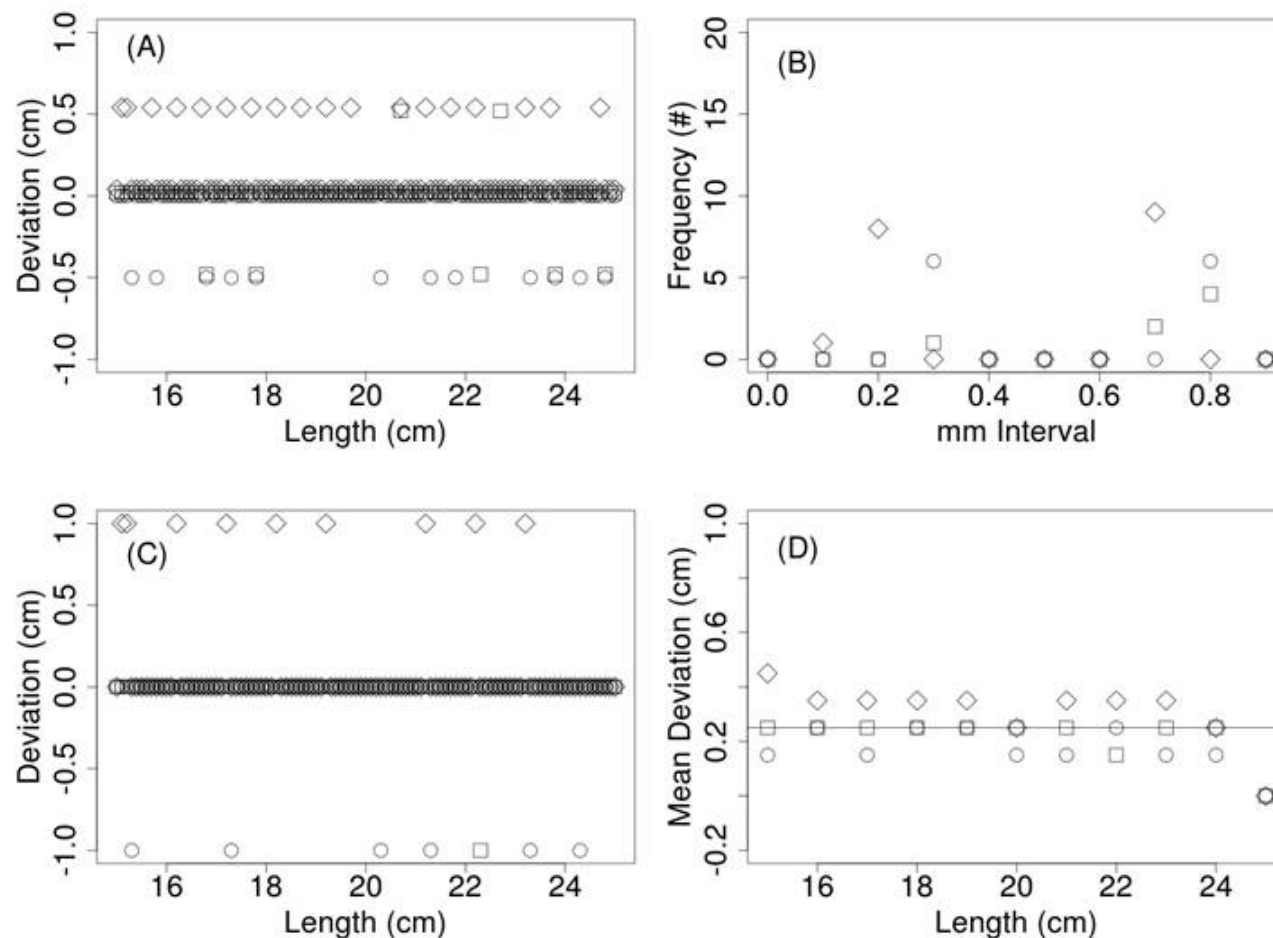 (A)
Deviation (cm)
1.0
0.5
0.0
-0.5
-1.0
16 18 20 22 24
Length (cm)
(B)
Frequency (#)
20
15
10
5
0
0.0 0.2 0.4 0.6 0.8
mm Interval
(C)
Deviation (cm)
1.0
0.5
0.0
-0.5
-1.0
16 18 20 22 24
Length (cm)
(D)
Mean Deviation (cm)
1.0
0.6
0.2
-0.2
16 18 20 22 24
Length (cm)